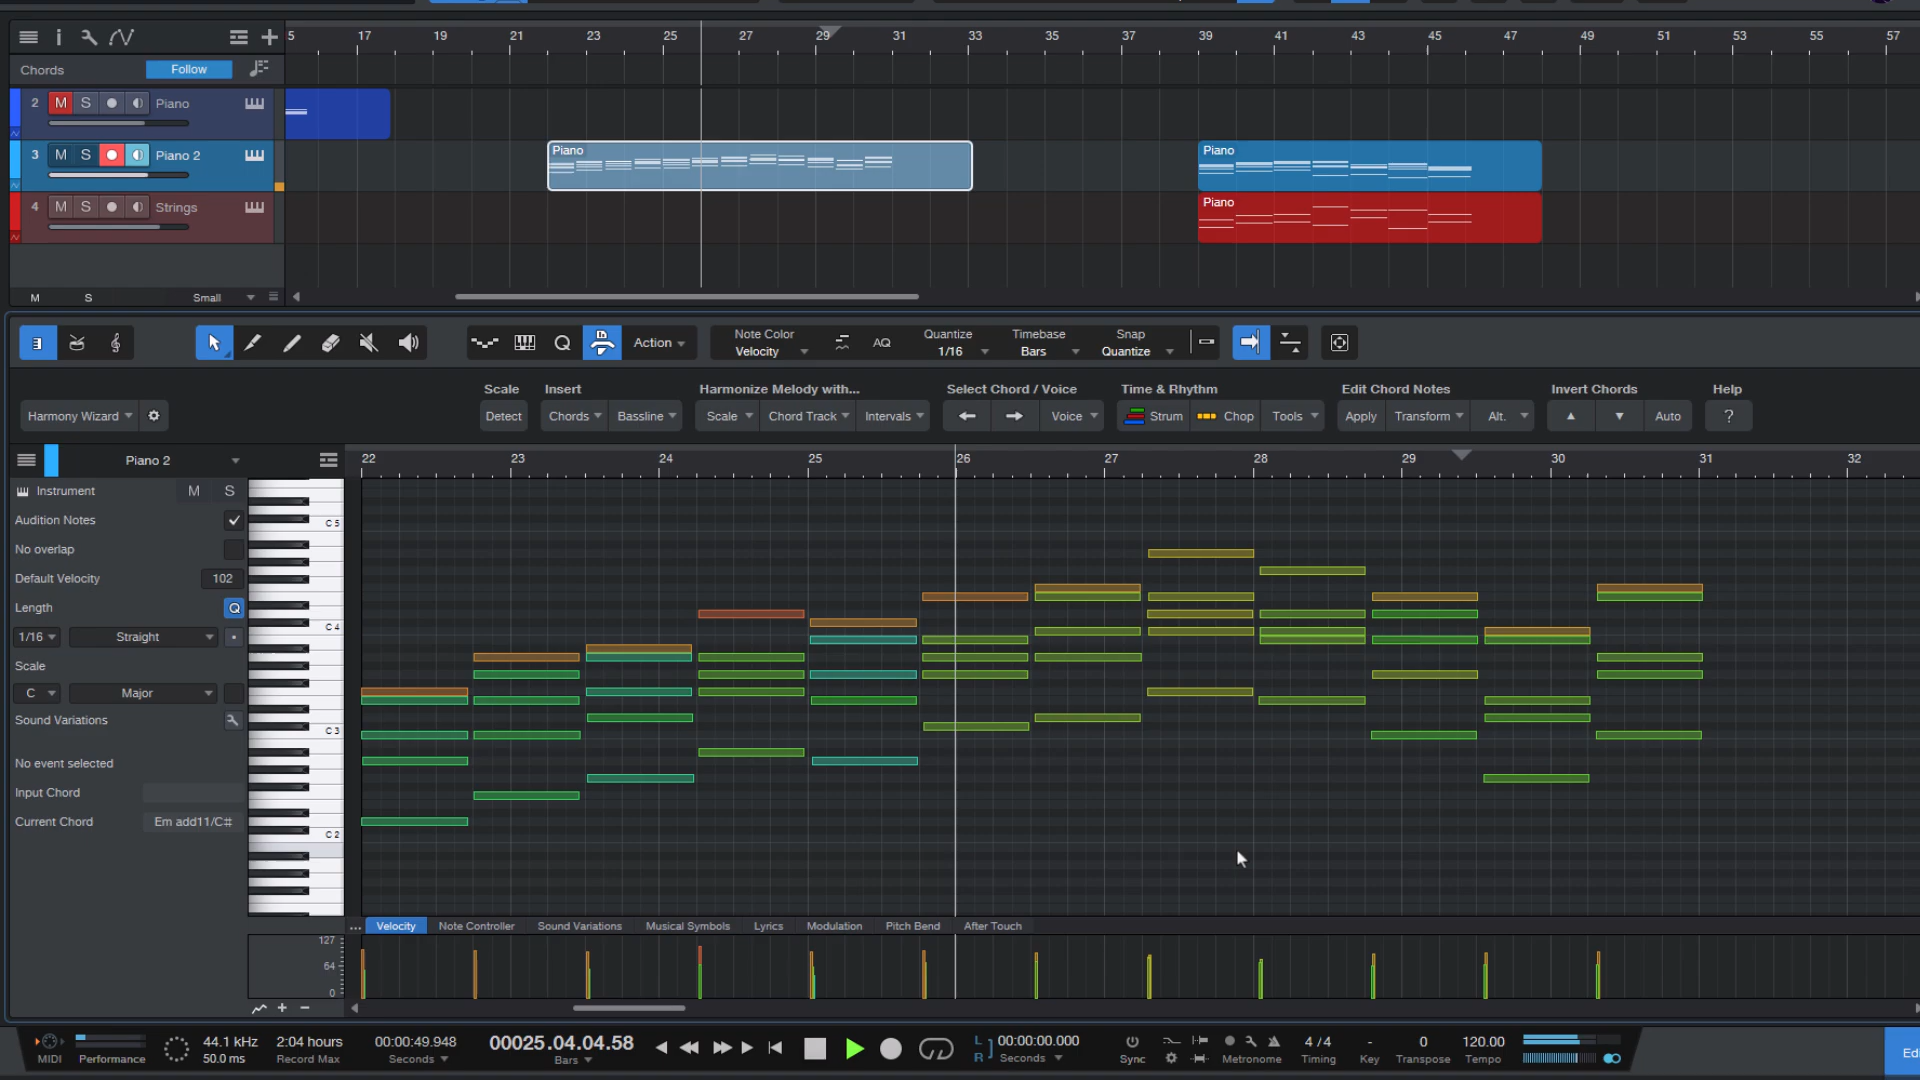 5 17 19 21 23 25 27 29 31 33 35 37 39 41 43 45 47 49 51 53 55 57
Chords Follow
2 M S Piano
3 M S Piano 2
Piano Piano
4 M S Strings
Piano
M S Small
Action
Note Color Velocity
AQ
Quantize 1/16
Timebase Bars
Snap Quantize
Scale Insert Harmonize Melody with... Select Chord / Voice Time & Rhythm Edit Chord Notes Invert Chords Help
Harmony Wizard Detect Chords Bassline Scale Chord Track Intervals Voice Strum Chop Tools Apply Transform Alt. Auto ?
Piano 2
22 23 24 25 26 27 28 29 30 31 32
Instrument M S
Audition Notes
No overlap
Default Velocity 102
Length Q
1/16 Straight
Scale
C Major
Sound Variations
No event selected
Input Chord
Current Chord Em add11/C#
C 5
C 4
C 3
C 2
... Velocity Note Controller Sound Variations Musical Symbols Lyrics Modulation Pitch Bend After Touch
127
64
0
MIDI Performance
44.1 kHz
50.0 ms
2:04 hours
Record Max
00:00:49.948
Seconds
00025.04.04.58
Bars
L
R
00:00:00.000
Seconds
Sync Metronome
4 / 4
Timing
-
Key
0
Transpose
120.00
Tempo
Edi